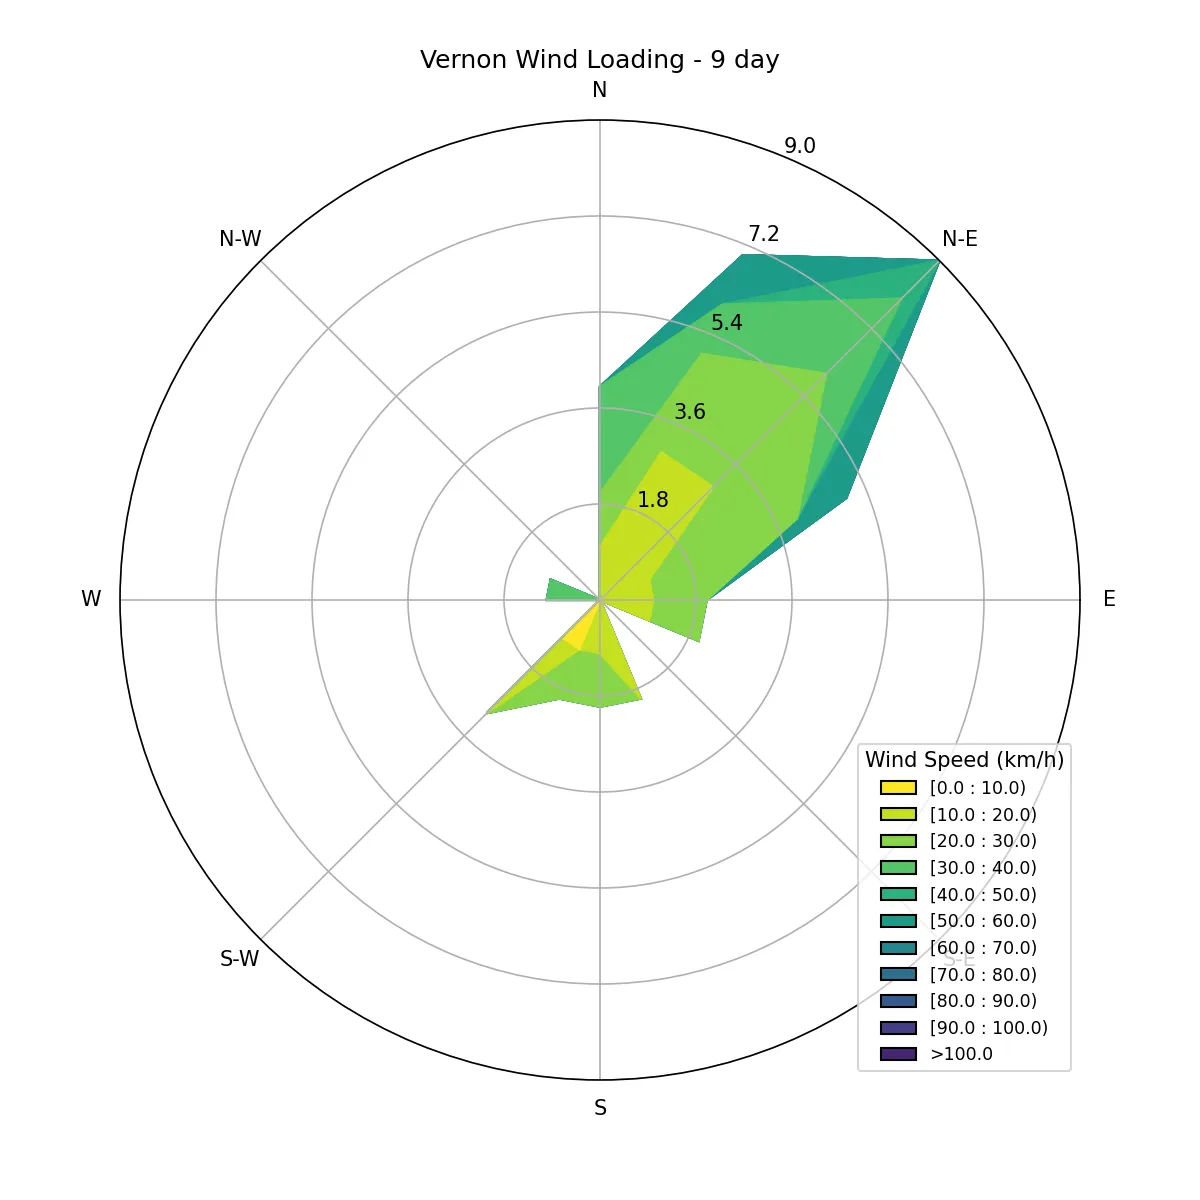 Vernon Wind Loading - 9 day
N
9.0
7.2
N-W
N-E
5.4
3.6
1.8
W
E
Wind Speed (km/h)
[0.0 : 10.0)
[10.0 : 20.0)
[20.0 : 30.0)
[30.0 : 40.0)
[40.0 : 50.0)
[50.0 : 60.0)
[60.0 : 70.0)
[70.0 : 80.0)
[80.0 : 90.0)
[90.0 : 100.0)
>100.0
S-W
S-E
S